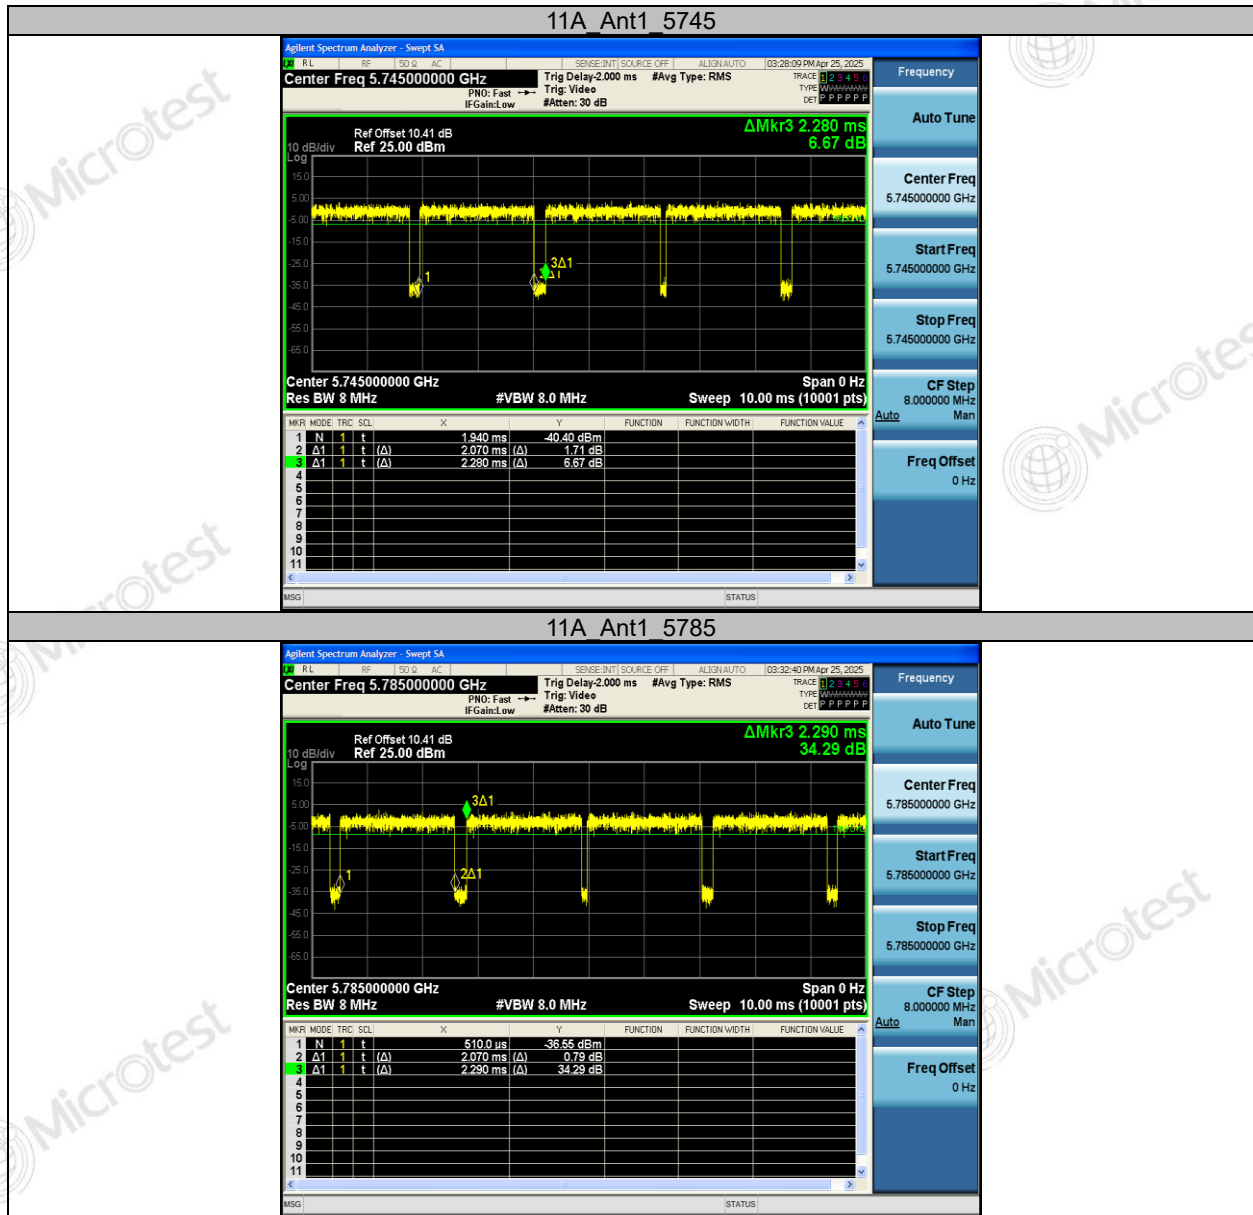 11A_Ant1_5745
Agilent Spectrum Analyzer - Swept SA
RL RF 50 Ω AC SENSE:INT SOURCE OFF ALIGNAUTO 03:28:09 PM Apr 25, 2025
Center Freq 5.745000000 GHz
PNO: Fast
IFGain:Low
Trig Delay-2.000 ms #Avg Type: RMS
Trig: Video
#Atten: 30 dB
TRACE 1 2 3 4 5 6
TYPE W
DET P P P P P P
ΔMkr3 2.280 ms
6.67 dB
Ref Offset 10.41 dB
10 dB/div Ref 25.00 dBm
Log
15.0
5.00
-5.00
-15.0
-25.0
-35.0
-45.0
-55.0
-65.0
1
3Δ1
Center 5.745000000 GHz Span 0 Hz
Res BW 8 MHz #VBW 8.0 MHz Sweep 10.00 ms (10001 pts)
MKR MODE TRC SCL X Y FUNCTION FUNCTION WIDTH FUNCTION VALUE
1 N 1 t 1.940 ms -40.40 dBm
2 Δ1 1 t (Δ) 2.070 ms (Δ) 1.71 dB
3 Δ1 1 t (Δ) 2.280 ms (Δ) 6.67 dB
4
5
6
7
8
9
10
11
MSG STATUS
Frequency
Auto Tune
Center Freq
5.745000000 GHz
Start Freq
5.745000000 GHz
Stop Freq
5.745000000 GHz
CF Step
8.000000 MHz
Auto Man
Freq Offset
0 Hz
11A_Ant1_5785
Agilent Spectrum Analyzer - Swept SA
RL RF 50 Ω AC SENSE:INT SOURCE OFF ALIGNAUTO 03:32:40 PM Apr 25, 2025
Center Freq 5.785000000 GHz
PNO: Fast
IFGain:Low
Trig Delay-2.000 ms #Avg Type: RMS
Trig: Video
#Atten: 30 dB
TRACE 1 2 3 4 5 6
TYPE W
DET P P P P P P
ΔMkr3 2.290 ms
34.29 dB
Ref Offset 10.41 dB
10 dB/div Ref 25.00 dBm
Log
15.0
5.00
-5.00
-15.0
-25.0
-35.0
-45.0
-55.0
-65.0
3Δ1
1
2Δ1
Center 5.785000000 GHz Span 0 Hz
Res BW 8 MHz #VBW 8.0 MHz Sweep 10.00 ms (10001 pts)
MKR MODE TRC SCL X Y FUNCTION FUNCTION WIDTH FUNCTION VALUE
1 N 1 t 510.0 µs -36.55 dBm
2 Δ1 1 t (Δ) 2.070 ms (Δ) 0.79 dB
3 Δ1 1 t (Δ) 2.290 ms (Δ) 34.29 dB
4
5
6
7
8
9
10
11
MSG STATUS
Frequency
Auto Tune
Center Freq
5.785000000 GHz
Start Freq
5.785000000 GHz
Stop Freq
5.785000000 GHz
CF Step
8.000000 MHz
Auto Man
Freq Offset
0 Hz
Microtest
Microtest
Microtest
Microtest